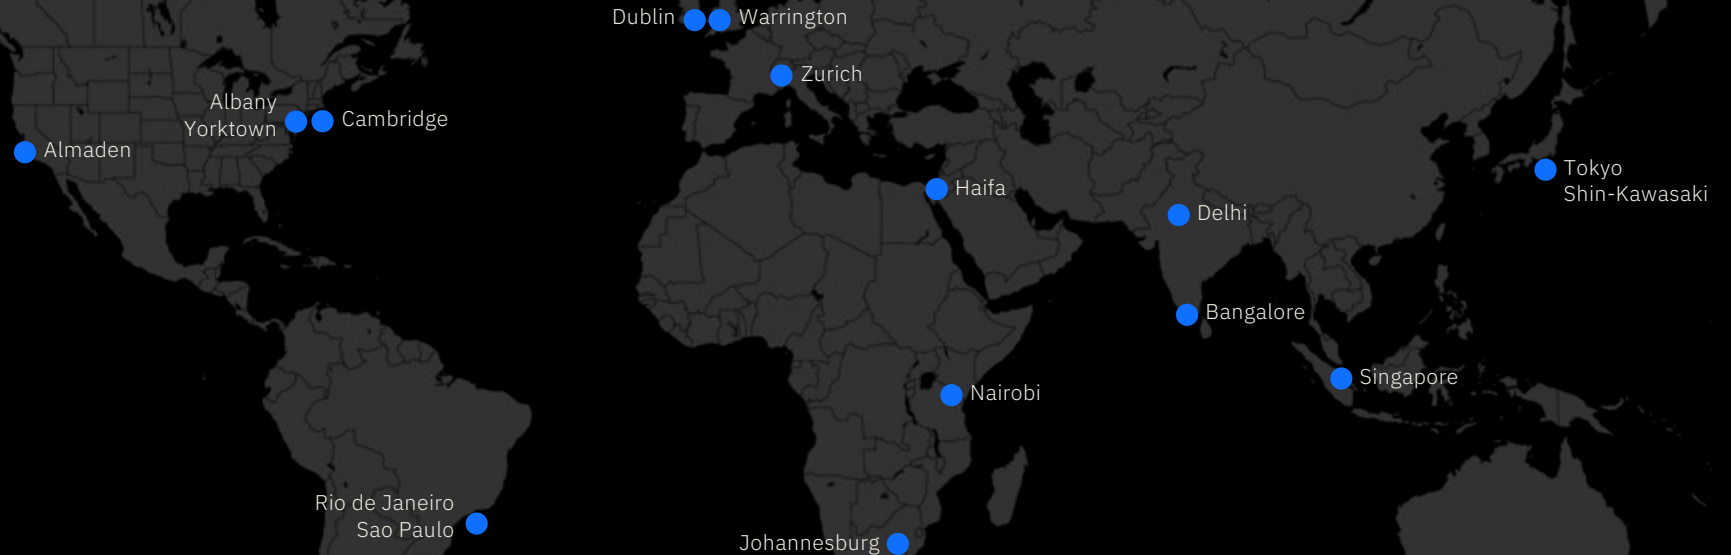 Dublin
Warrington
Zurich
Albany
Yorktown
Cambridge
Almaden
Tokyo
Shin-Kawasaki
Haifa
Delhi
Bangalore
Singapore
Nairobi
Rio de Janeiro
Sao Paulo
Johannesburg